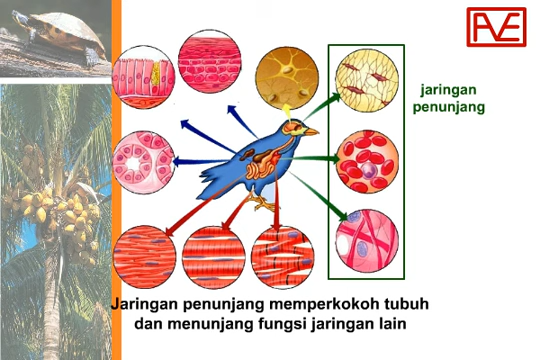 AVE
jaringan
penunjang
Jaringan penunjang memperkokoh tubuh
dan menunjang fungsi jaringan lain